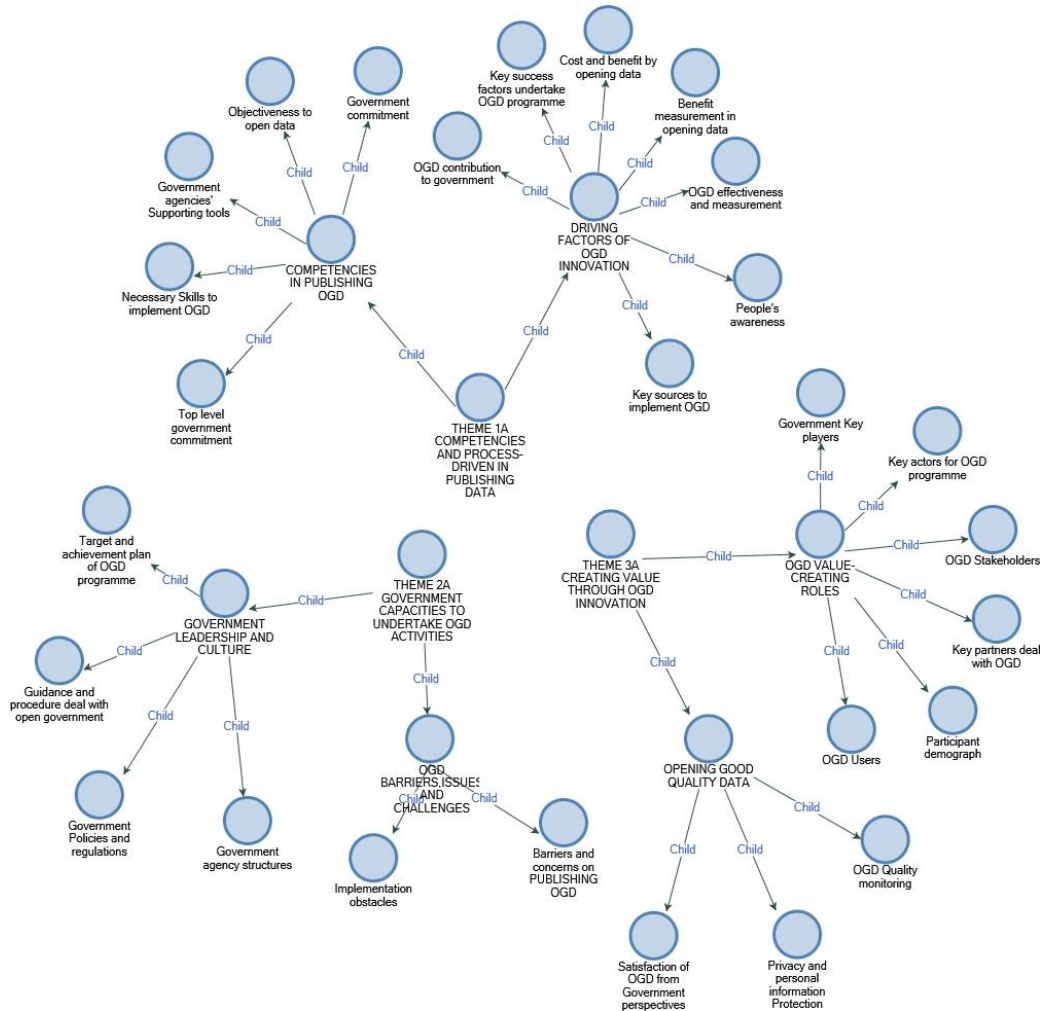 Key success
factors undertake
OGD programme
Cost and benefit by
opening data
Benefit
measurement in
opening data
Objectiveness to
open data
Government
commitment
OGD contribution
to government
OGD effectiveness
and measurement
Government
agencies'
Supporting tools
Child
Child
Child
Child
Child
Child
Child
Child
COMPETENCIES
IN PUBLISHING
OGD
DRIVING
FACTORS OF
OGD
INNOVATION
Child
Child
Necessary Skills to
implement OGD
People's
awareness
Child
Child
Child
Child
Top level
government
commitment
Key sources to
implement OGD
THEME 1A
COMPETENCIES
AND PROCESS-
DRIVEN IN
PUBLISHING
DATA
Government Key
players
Key actors for OGD
programme
Child
Child
Target and
achievement plan
of OGD
programme
THEME 2A
GOVERNMENT
CAPACITIES TO
UNDERTAKE OGD
ACTIVITIES
THEME 3A
CREATING VALUE
THROUGH OGD
INNOVATION
Child
OGD VALUE-
CREATING
ROLES
Child
OGD Stakeholders
Child
Child
GOVERNMENT
LEADERSHIP AND
CULTURE
Child
Child
Key partners deal
with OGD
Guidance and
procedure deal with
open government
Child
Child
Child
Child
Child
Child
Child
OGD Users
Participant
demograph
Government
Policies and
regulations
Government
agency structures
OGD
BARRIERS,ISSUES
AND
CHALLENGES
Child
Child
OPENING GOOD
QUALITY DATA
Child
OGD Quality
monitoring
Implementation
obstacles
Barriers and
concerns on
PUBLISHING
OGD
Child
Child
Satisfaction of
OGD from
Government
perspectives
Privacy and
personal
information
Protection